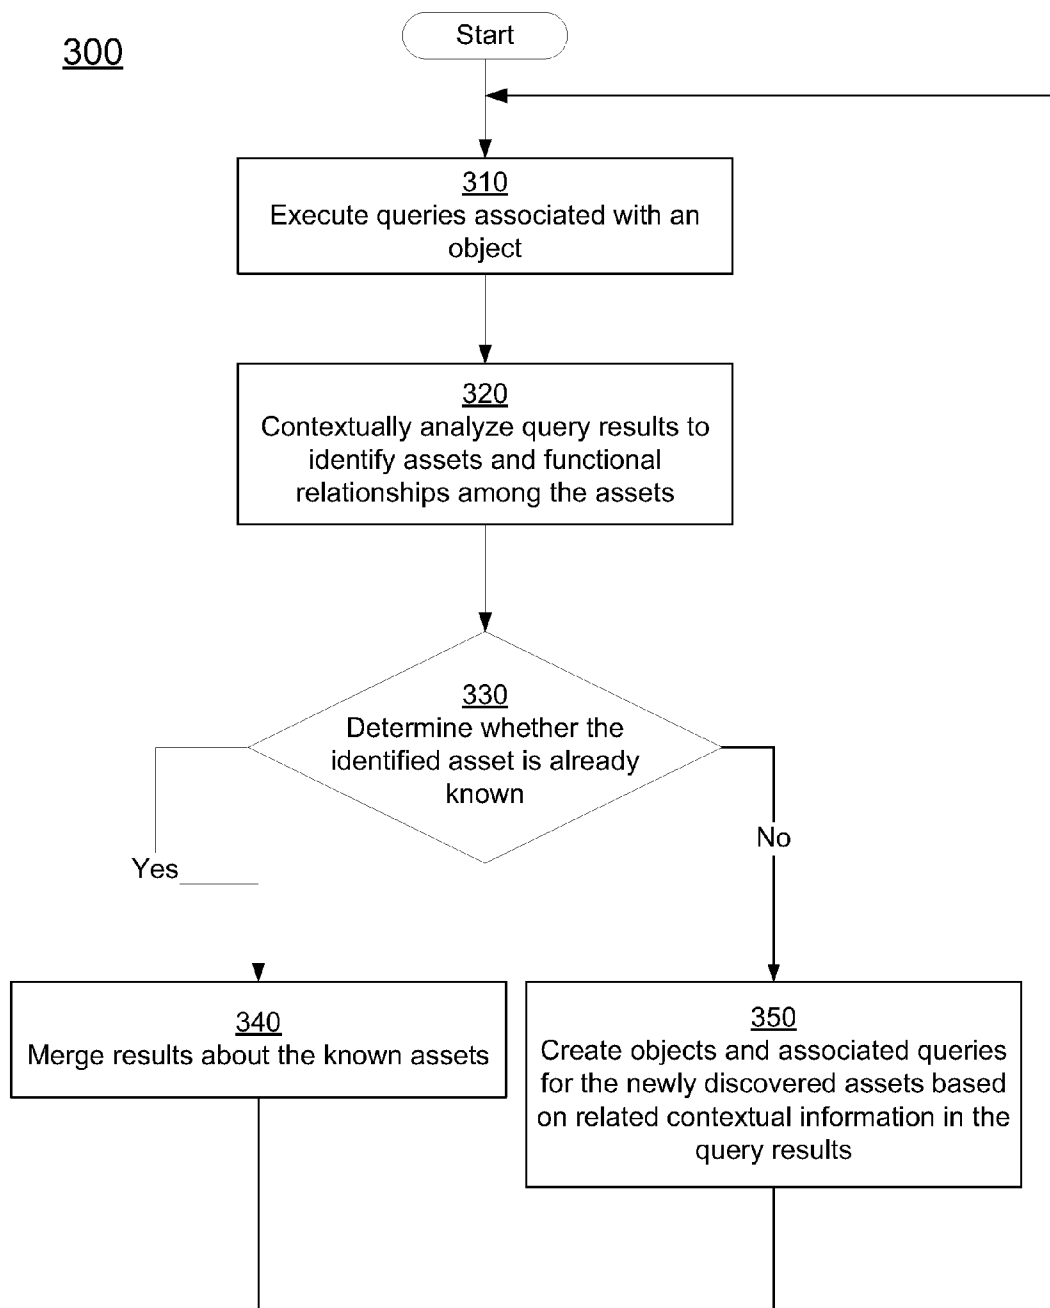 300
Start
310
Execute queries associated with an
object
320
Contextually analyze query results to
identify assets and functional
relationships among the assets
330
Determine whether the
identified asset is already
known
Yes
No
340
Merge results about the known assets
350
Create objects and associated queries
for the newly discovered assets based
on related contextual information in the
query results